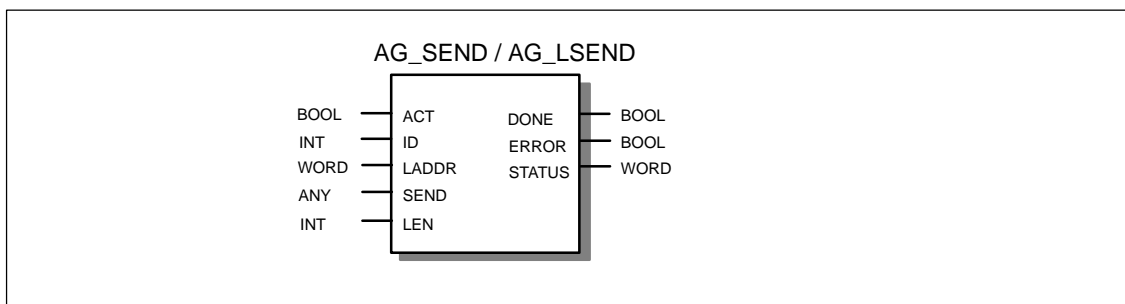 AG_SEND / AG_LSEND
BOOL ACT DONE BOOL
INT ID ERROR BOOL
WORD LADDR STATUS WORD
ANY SEND
INT LEN